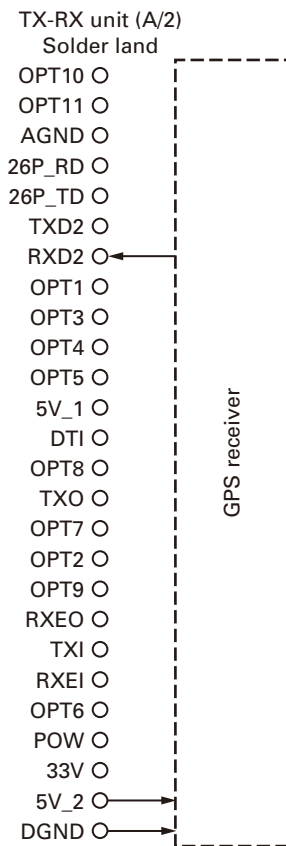 TX-RX unit (A/2)
Solder land
OPT10
OPT11
AGND
26P_RD
26P_TD
TXD2
RXD2
OPT1
OPT3
OPT4
OPT5
5V_1
DTI
OPT8
TXO
OPT7
OPT2
OPT9
RXEO
TXI
RXEI
OPT6
POW
33V
5V_2
DGND
GPS receiver